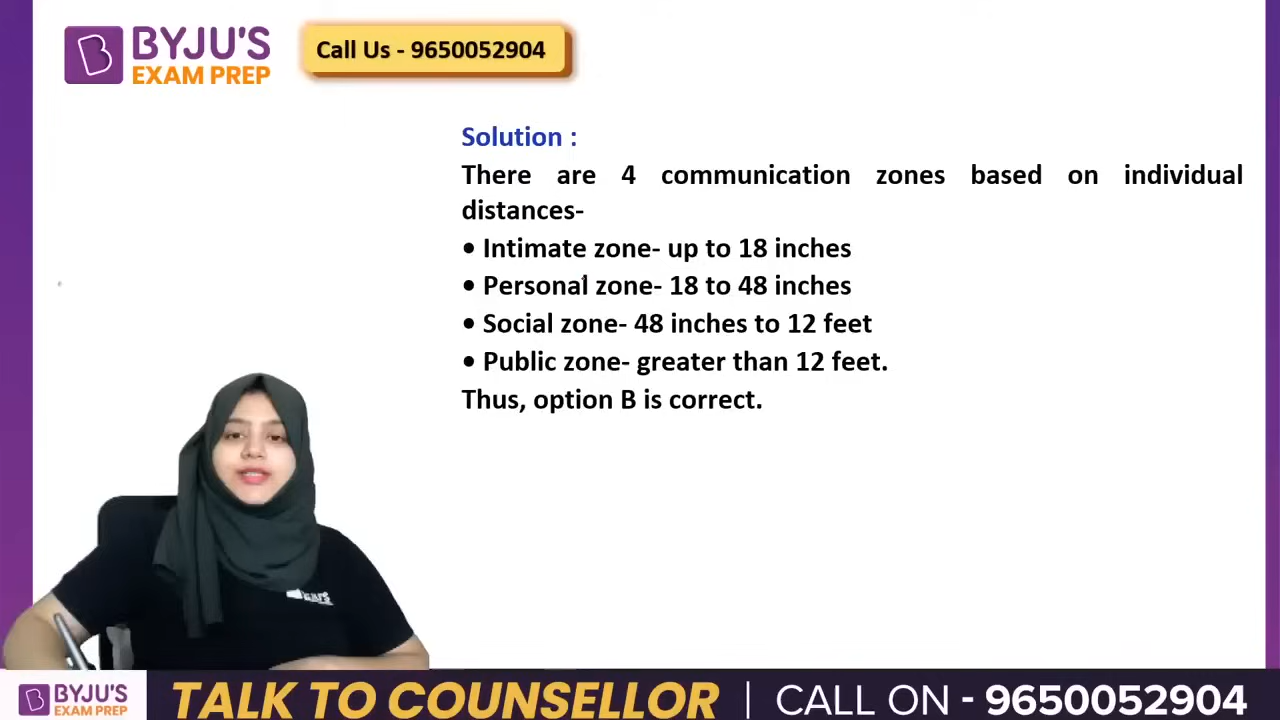 BYJU'S
EXAM PREP
Call Us - 9650052904
Solution :
There are 4 communication zones based on individual
distances-
• Intimate zone- up to 18 inches
• Personal zone- 18 to 48 inches
• Social zone- 48 inches to 12 feet
• Public zone- greater than 12 feet.
Thus, option B is correct.
BYJU'S
EXAM PREP
TALK TO COUNSELLOR | CALL ON - 9650052904